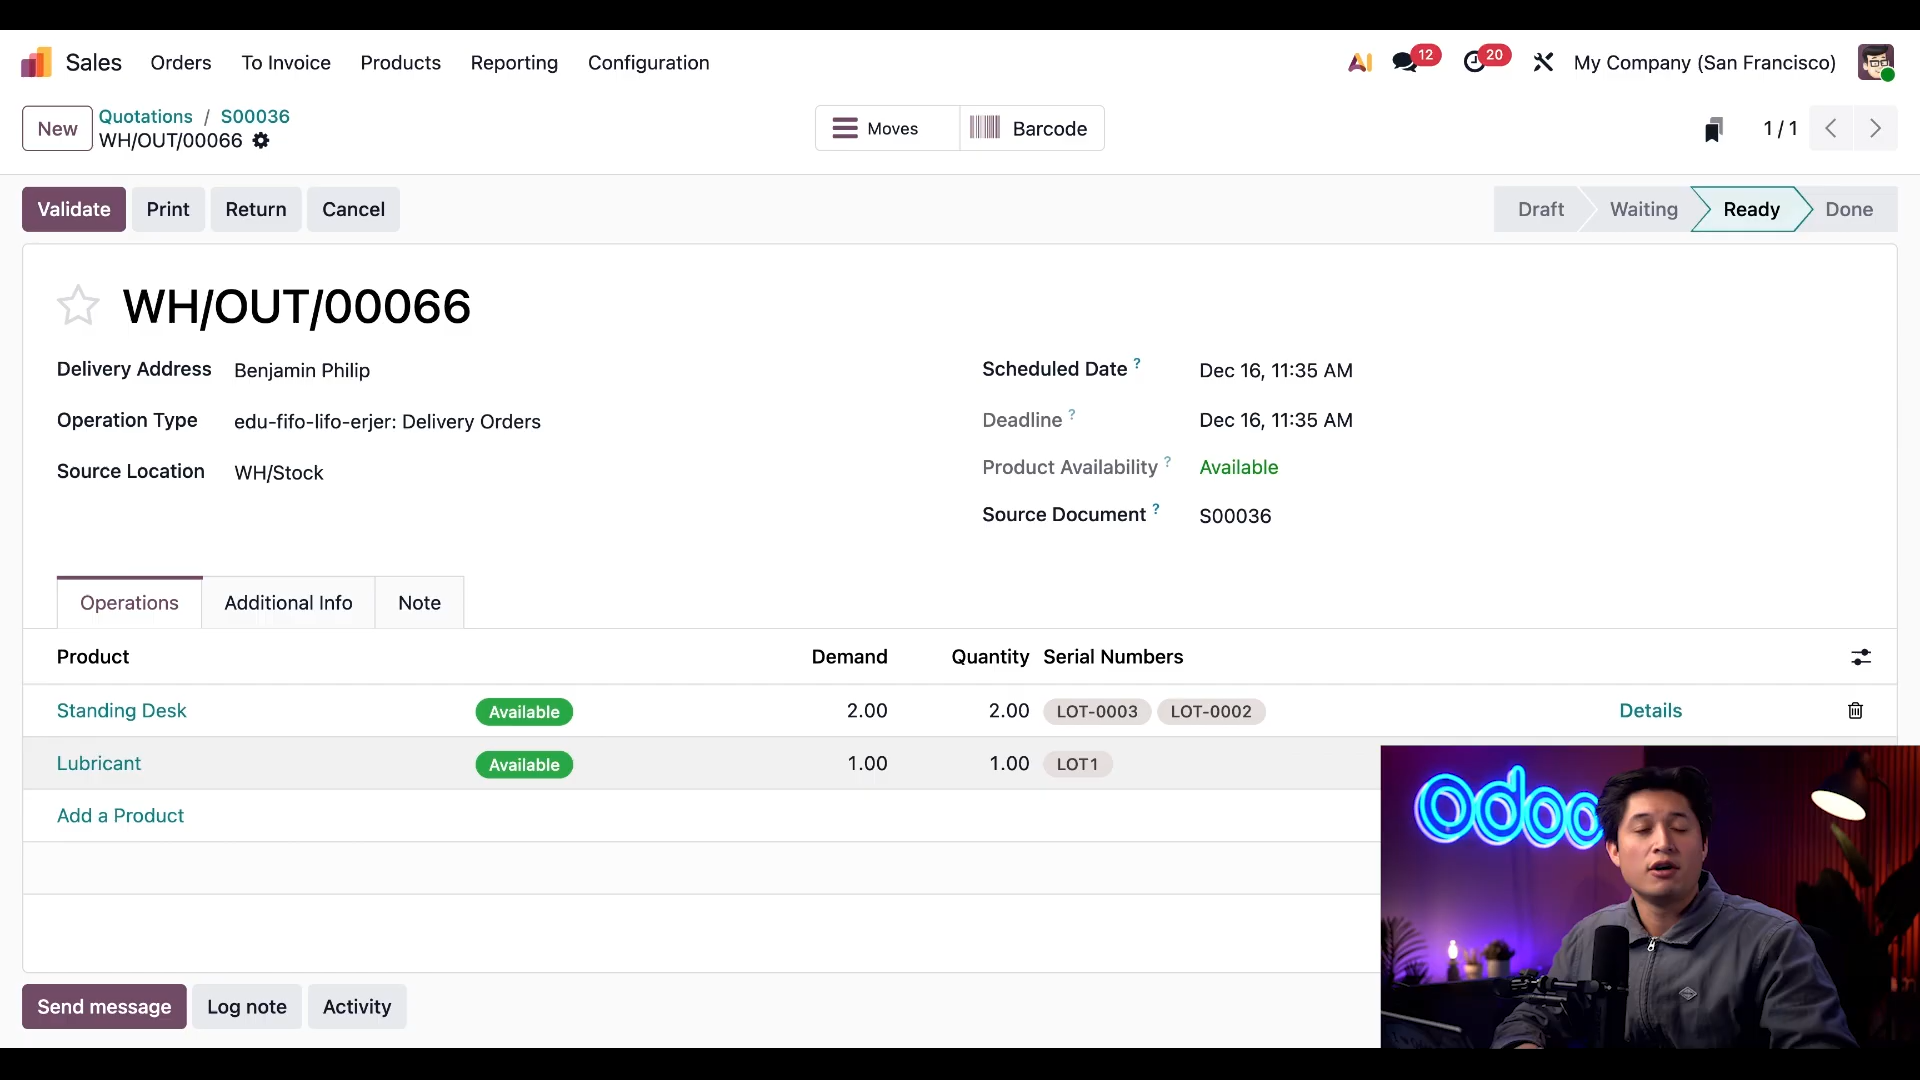 Sales Orders To Invoice Products Reporting Configuration AI 12 20 My Company (San Francisco)
New Quotations / S00036 Moves Barcode 1 / 1
WH/OUT/00066
Validate Print Return Cancel Draft Waiting Ready Done
WH/OUT/00066
Delivery Address Benjamin Philip Scheduled Date ? Dec 16, 11:35 AM
Operation Type edu-fifo-lifo-erjer: Delivery Orders Deadline ? Dec 16, 11:35 AM
Product Availability ? Available
Source Location WH/Stock
Source Document ? S00036
Operations Additional Info Note
Product Demand Quantity Serial Numbers
Standing Desk Available 2.00 2.00 LOT-0003 LOT-0002 Details
Lubricant Available 1.00 1.00 LOT1
Add a Product
odoo
Send message Log note Activity